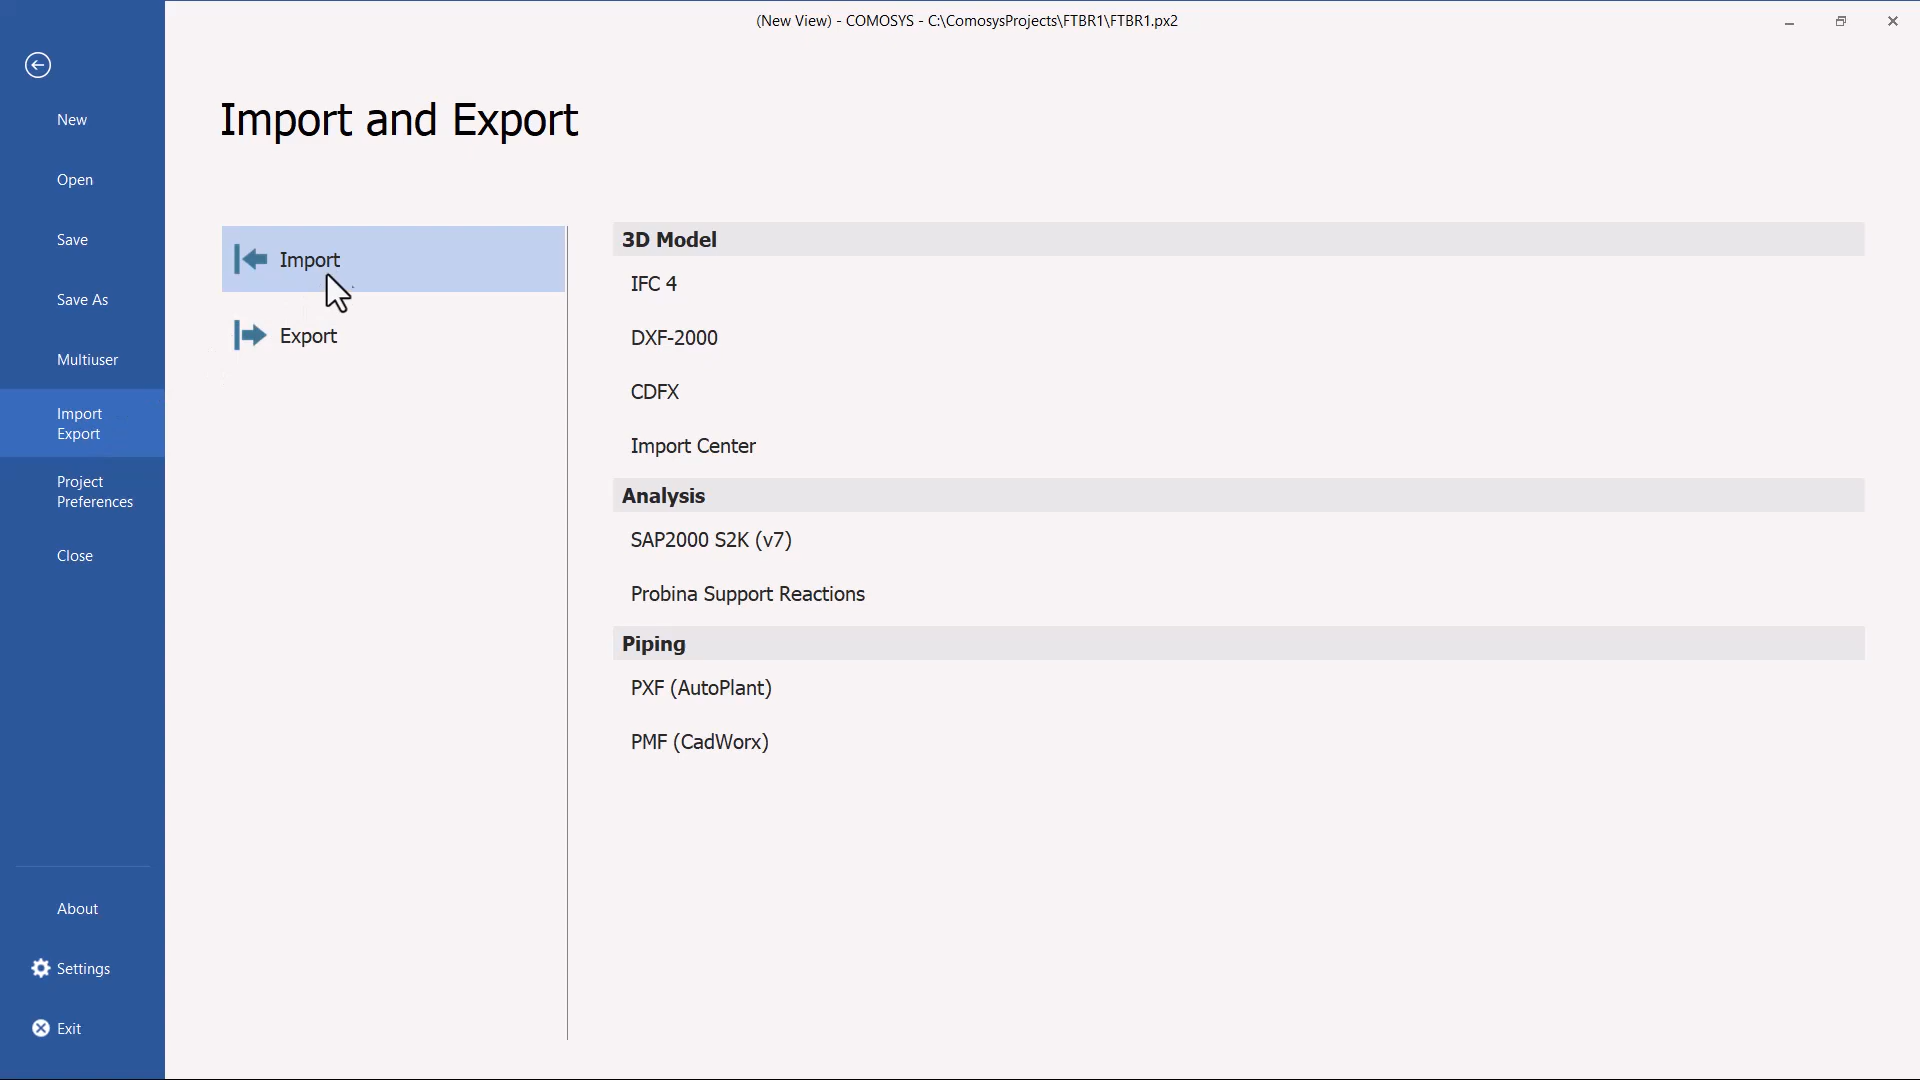 (New View) - COMOSYS - C:\ComosysProjects\FTBR1\FTBR1.px2
New
Open
Save
Save As
Multiuser
Import
Export
Project
Preferences
Close
About
Settings
Exit
Import and Export
Import
Export
3D Model
IFC 4
DXF-2000
CDFX
Import Center
Analysis
SAP2000 S2K (v7)
Probina Support Reactions
Piping
PXF (AutoPlant)
PMF (CadWorx)